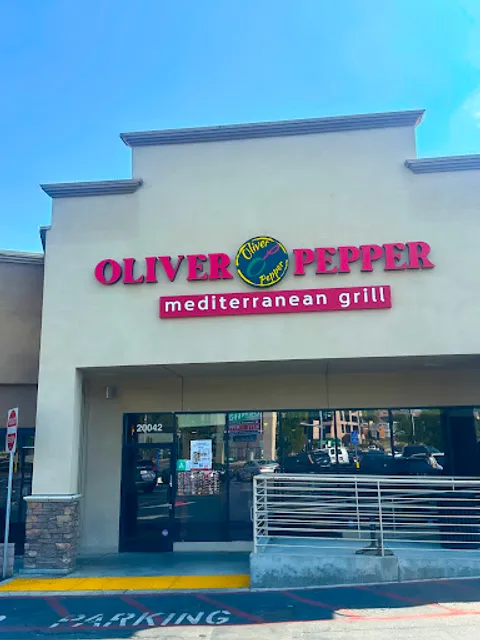 OLIVER Oliver Pepper PEPPER
mediterranean grill
20042
A
PARKING